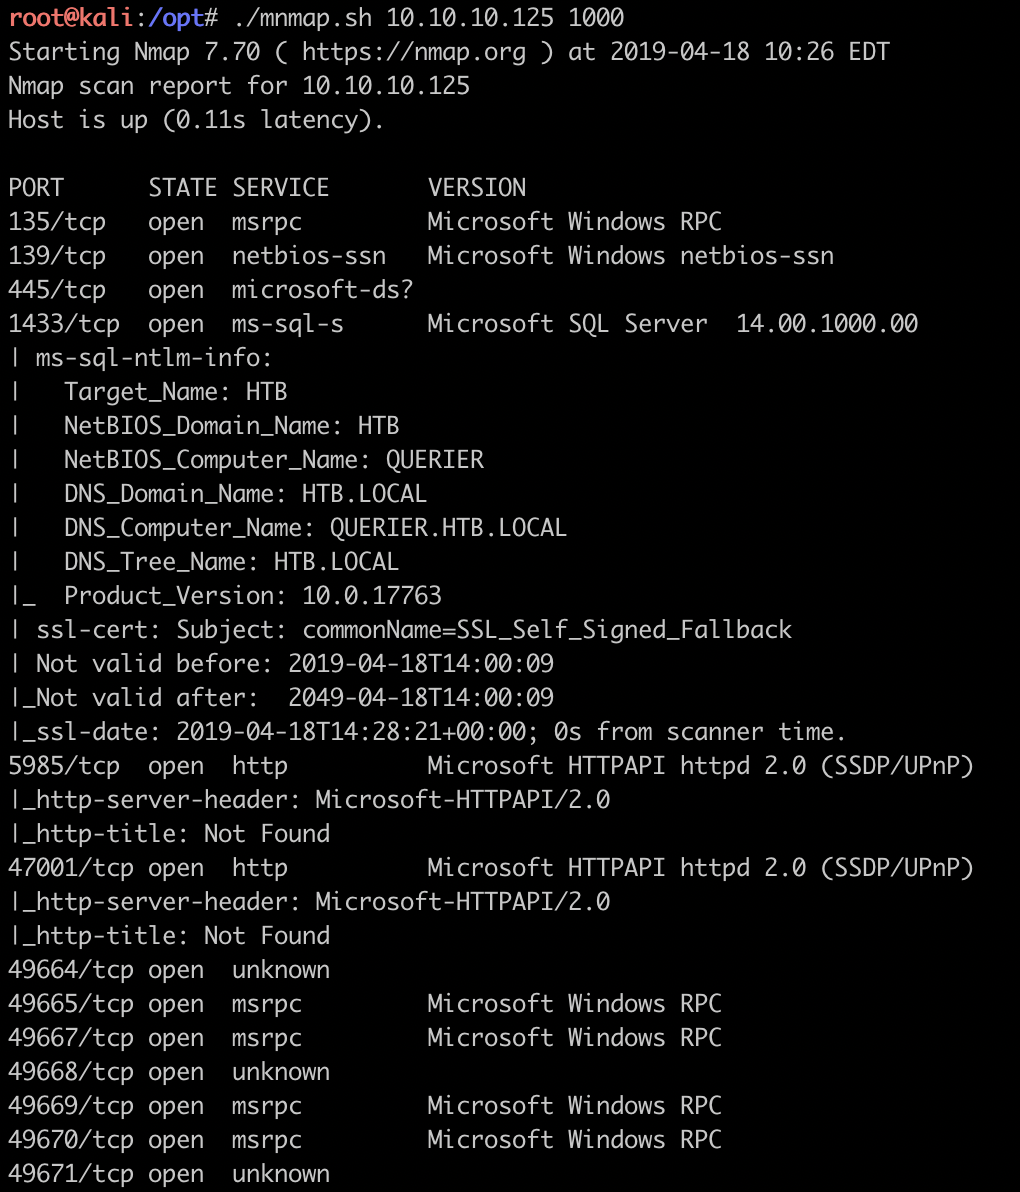 root@kali:/opt# ./mnmap.sh 10.10.10.125 1000
Starting Nmap 7.70 ( https://nmap.org ) at 2019-04-18 10:26 EDT
Nmap scan report for 10.10.10.125
Host is up (0.11s latency).

PORT      STATE SERVICE       VERSION
135/tcp   open  msrpc         Microsoft Windows RPC
139/tcp   open  netbios-ssn   Microsoft Windows netbios-ssn
445/tcp   open  microsoft-ds?
1433/tcp  open  ms-sql-s      Microsoft SQL Server  14.00.1000.00
| ms-sql-ntlm-info:
|   Target_Name: HTB
|   NetBIOS_Domain_Name: HTB
|   NetBIOS_Computer_Name: QUERIER
|   DNS_Domain_Name: HTB.LOCAL
|   DNS_Computer_Name: QUERIER.HTB.LOCAL
|   DNS_Tree_Name: HTB.LOCAL
|_  Product_Version: 10.0.17763
| ssl-cert: Subject: commonName=SSL_Self_Signed_Fallback
| Not valid before: 2019-04-18T14:00:09
|_Not valid after:  2049-04-18T14:00:09
|_ssl-date: 2019-04-18T14:28:21+00:00; 0s from scanner time.
5985/tcp  open  http          Microsoft HTTPAPI httpd 2.0 (SSDP/UPnP)
|_http-server-header: Microsoft-HTTPAPI/2.0
|_http-title: Not Found
47001/tcp open  http          Microsoft HTTPAPI httpd 2.0 (SSDP/UPnP)
|_http-server-header: Microsoft-HTTPAPI/2.0
|_http-title: Not Found
49664/tcp open  unknown
49665/tcp open  msrpc         Microsoft Windows RPC
49667/tcp open  msrpc         Microsoft Windows RPC
49668/tcp open  unknown
49669/tcp open  msrpc         Microsoft Windows RPC
49670/tcp open  msrpc         Microsoft Windows RPC
49671/tcp open  unknown